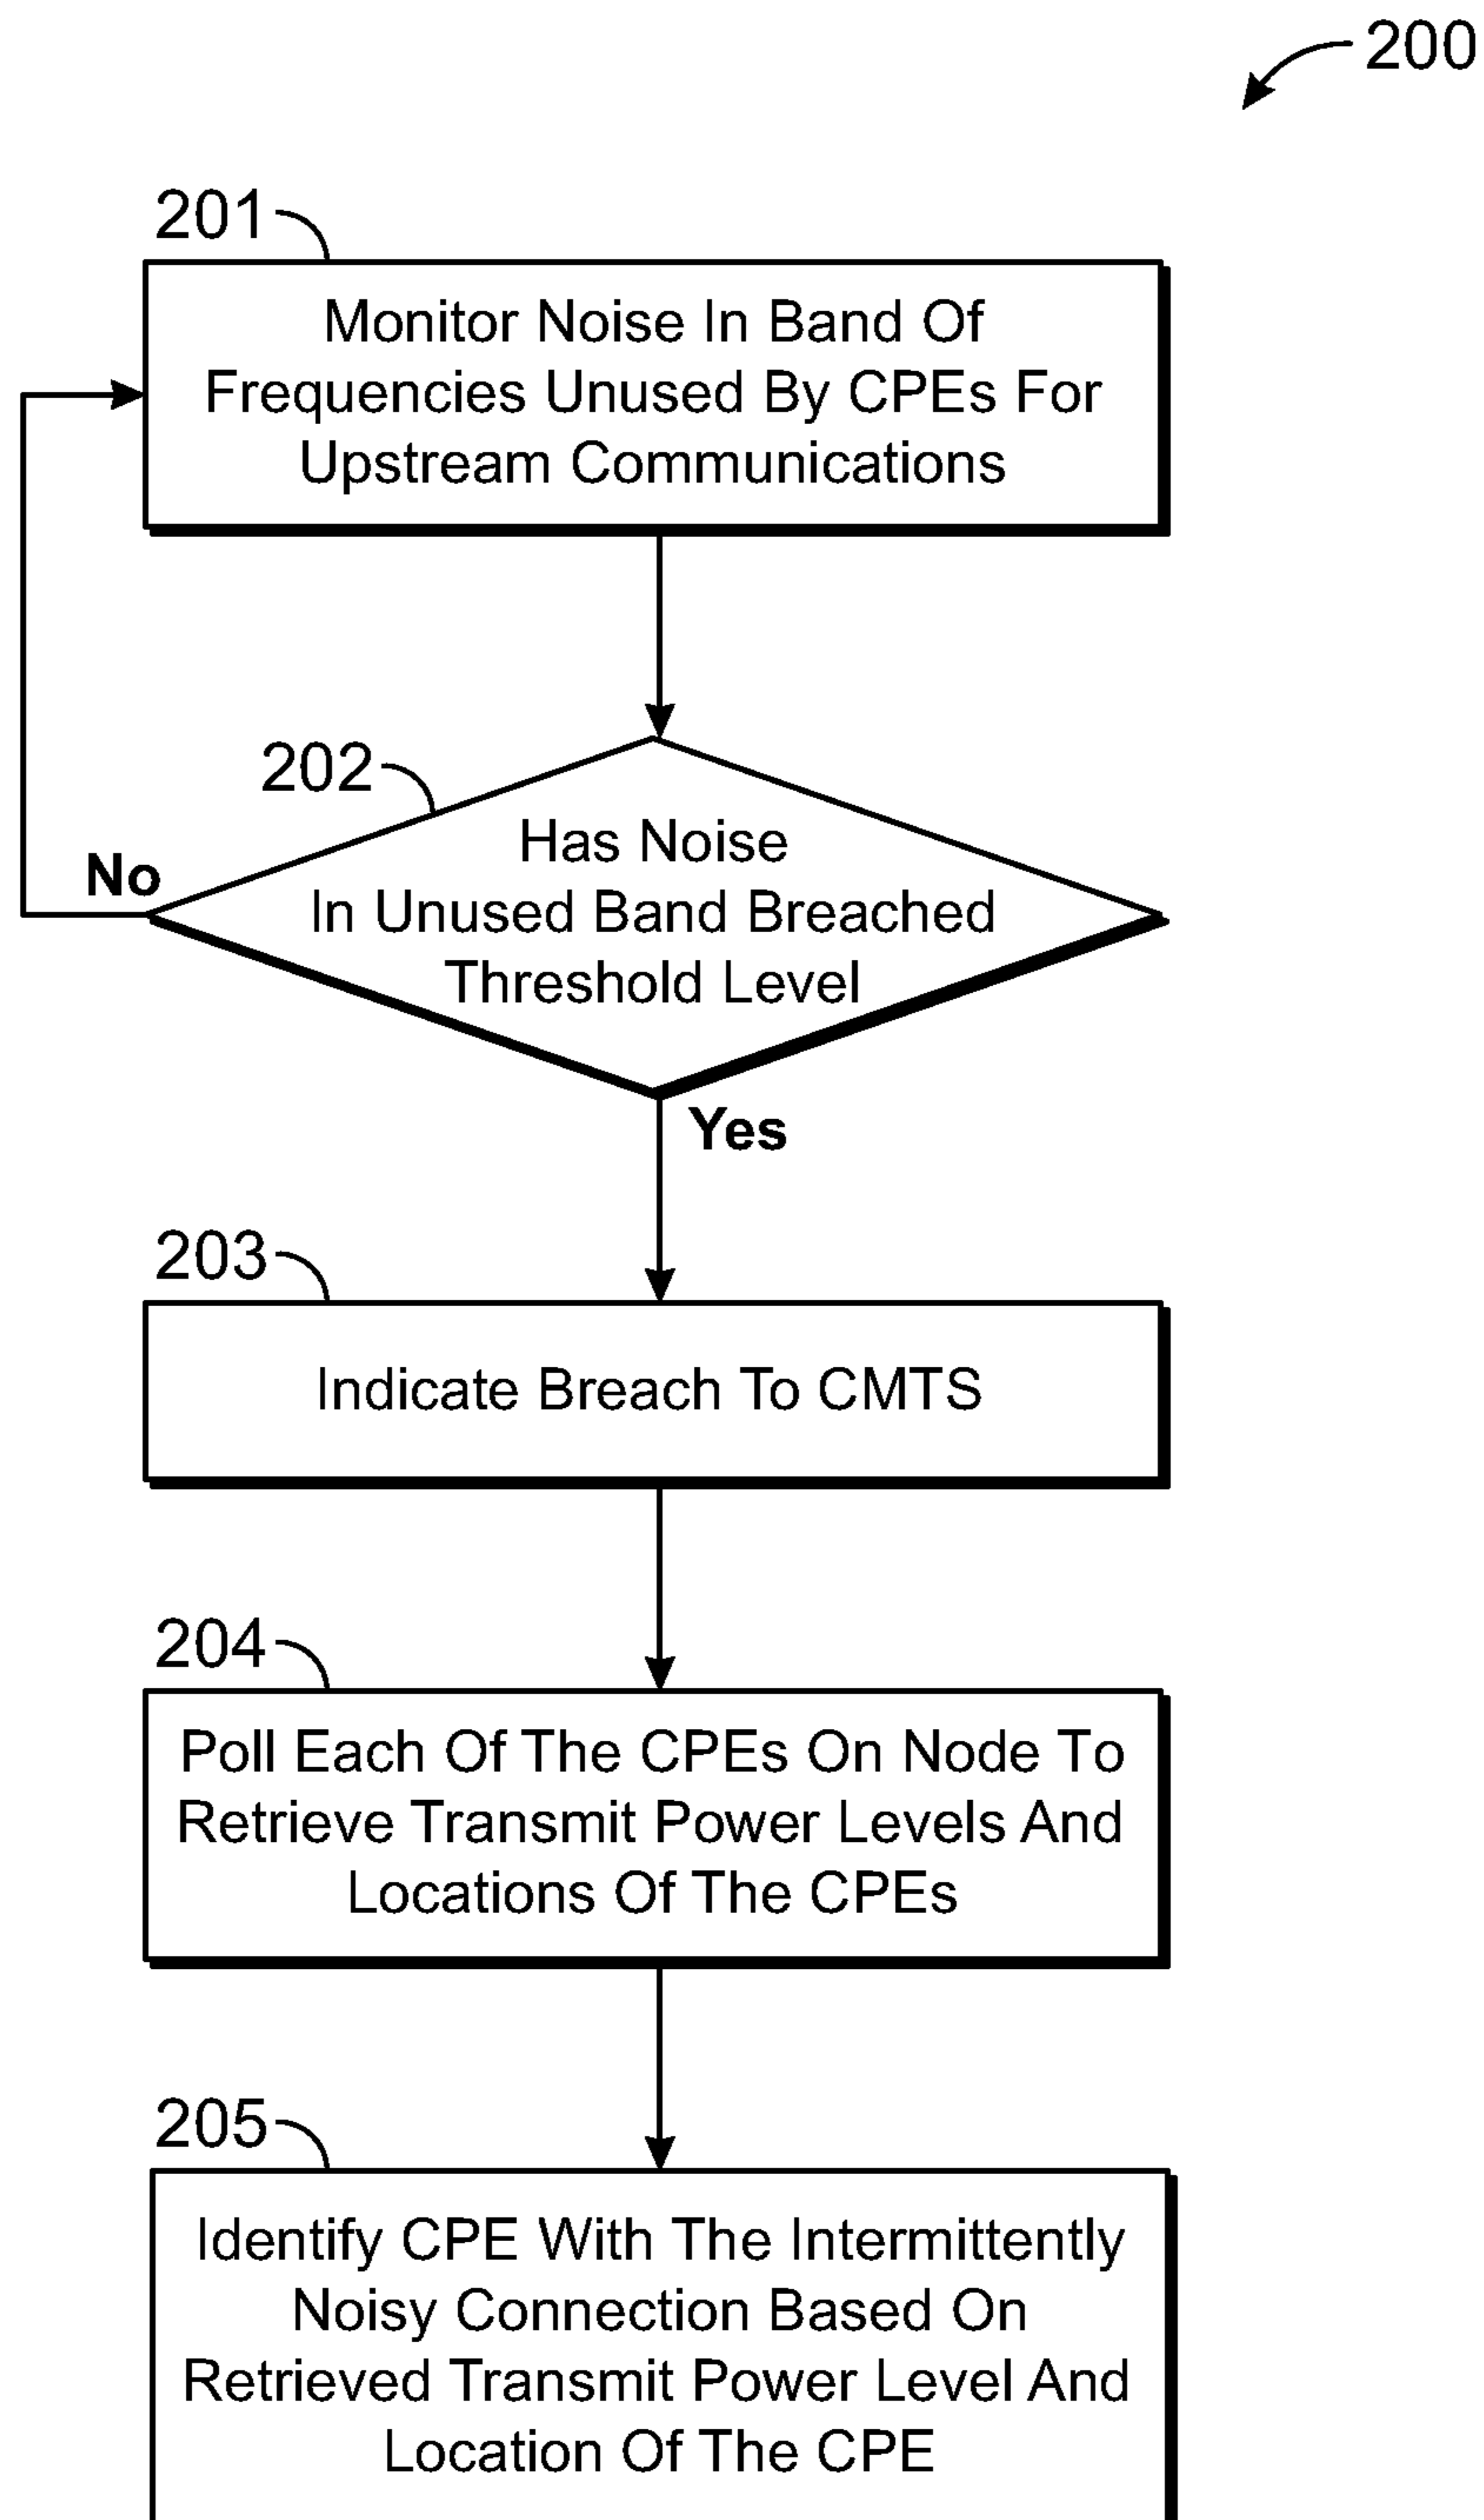 200
201
Monitor Noise In Band Of
Frequencies Unused By CPEs For
Upstream Communications
202
Has Noise
In Unused Band Breached
Threshold Level
No
Yes
203
Indicate Breach To CMTS
204
Poll Each Of The CPEs On Node To
Retrieve Transmit Power Levels And
Locations Of The CPEs
205
Identify CPE With The Intermittently
Noisy Connection Based On
Retrieved Transmit Power Level And
Location Of The CPE